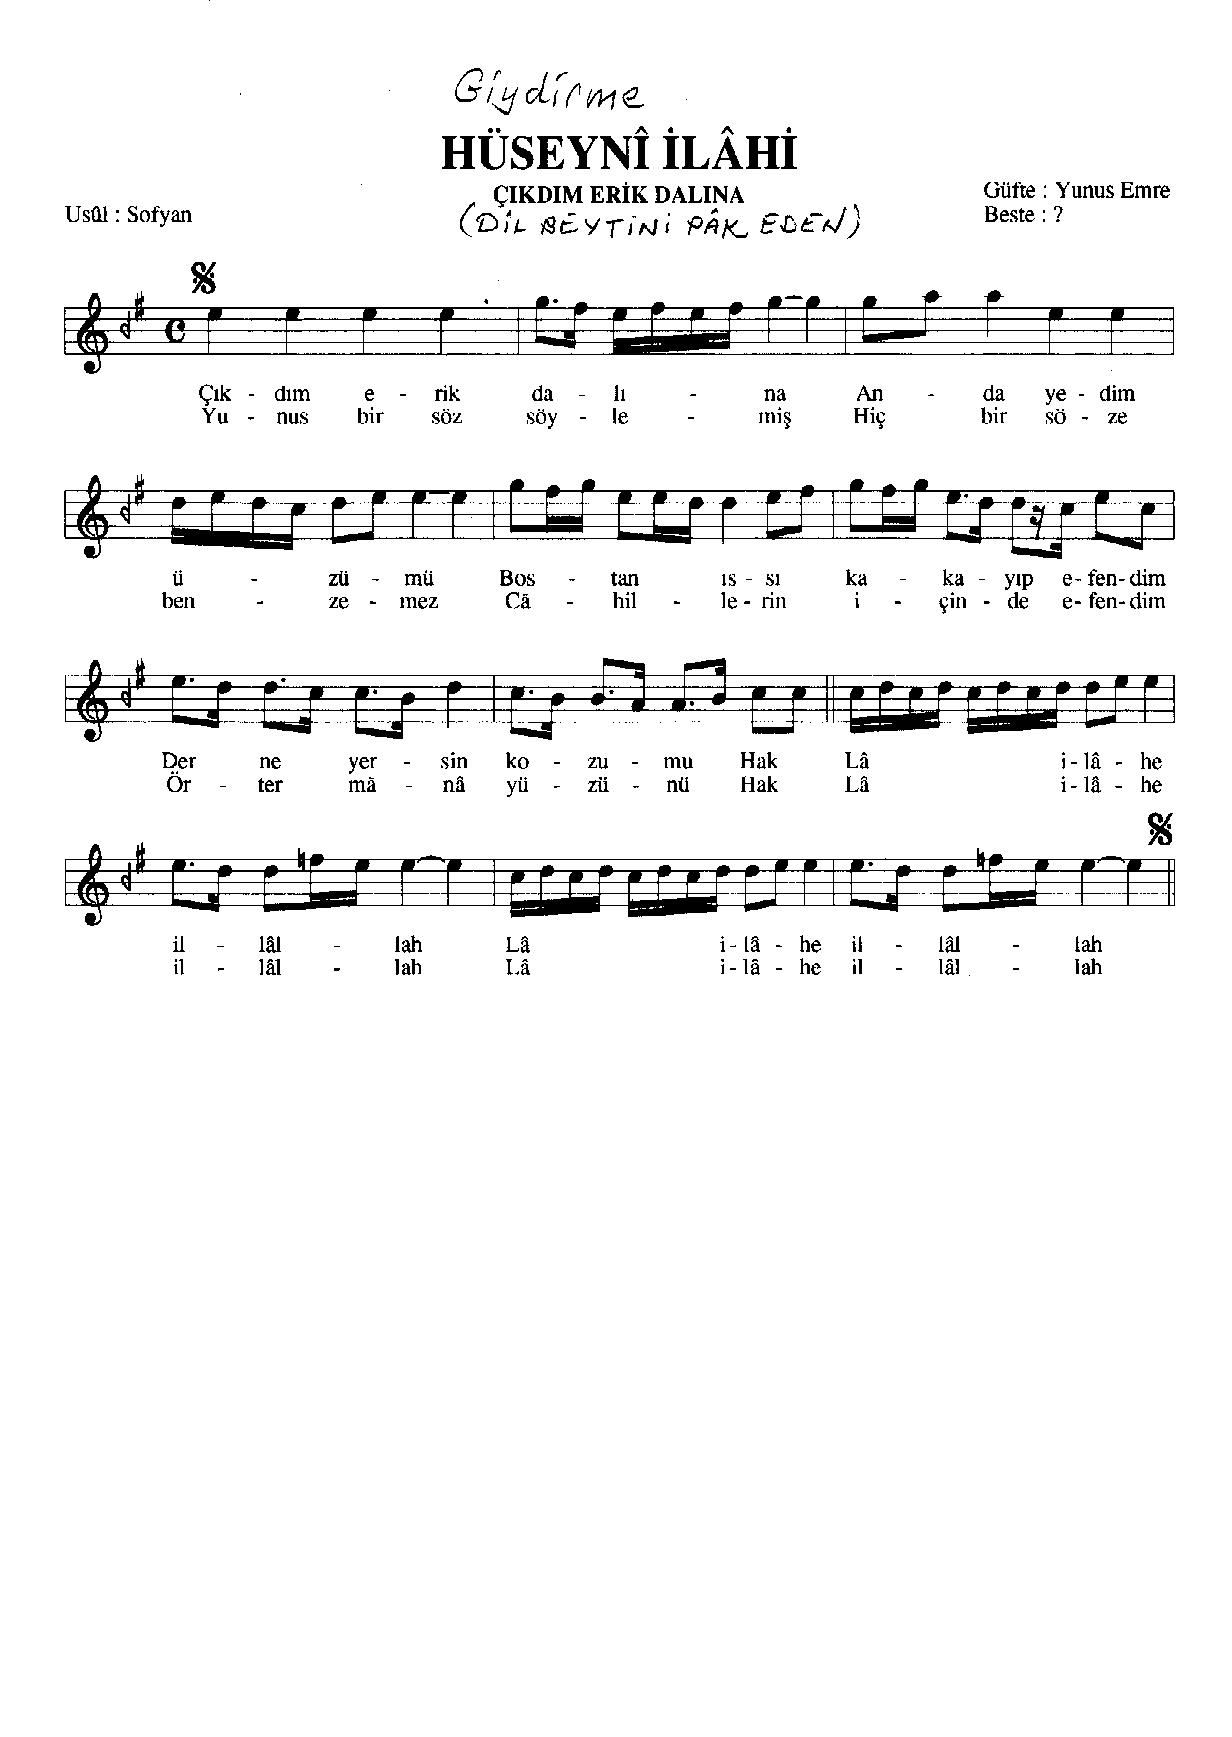 Giydirme
HÜSEYNÎ İLÂHİ
ÇIKDIM ERİK DALINA
Güfte : Yunus Emre
Usûl : Sofyan
(DİL BEYTİNİ PÂK EDEN)
Beste : ?
Çık - dım e - rik da - lı - na An - da ye - dim
Yu - nus bir söz söy - le - miş Hiç bir sö - ze
ü - zü - mü Bos - tan ıs - sı ka - ka - yıp e - fen - dim
ben - ze - mez Câ - hil - le - rin i - çin - de e - fen - dim
Der ne yer - sin ko - zu - mu Hak Lâ i - lâ - he
Ör - ter mâ - nâ yü - zü - nü Hak Lâ i - lâ - he
il - lâl - lah Lâ i - lâ - he il - lâl - lah
il - lâl - lah Lâ i - lâ - he il - lâl - lah